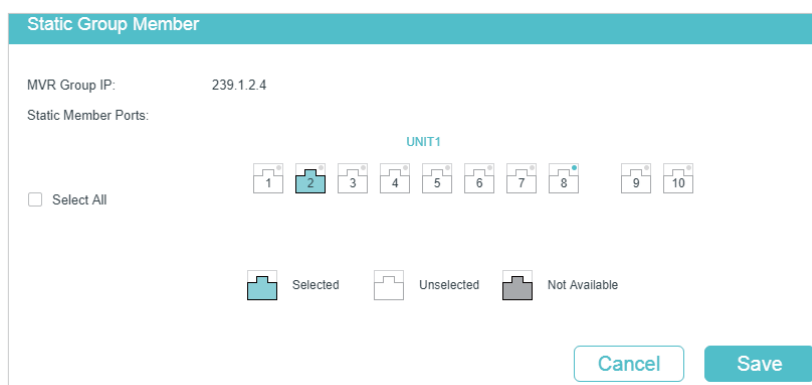 Static Group Member
MVR Group IP: 239.1.2.4
Static Member Ports:
UNIT1
1 2 3 4 5 6 7 8 9 10
Select All
Selected Unselected Not Available
Cancel Save